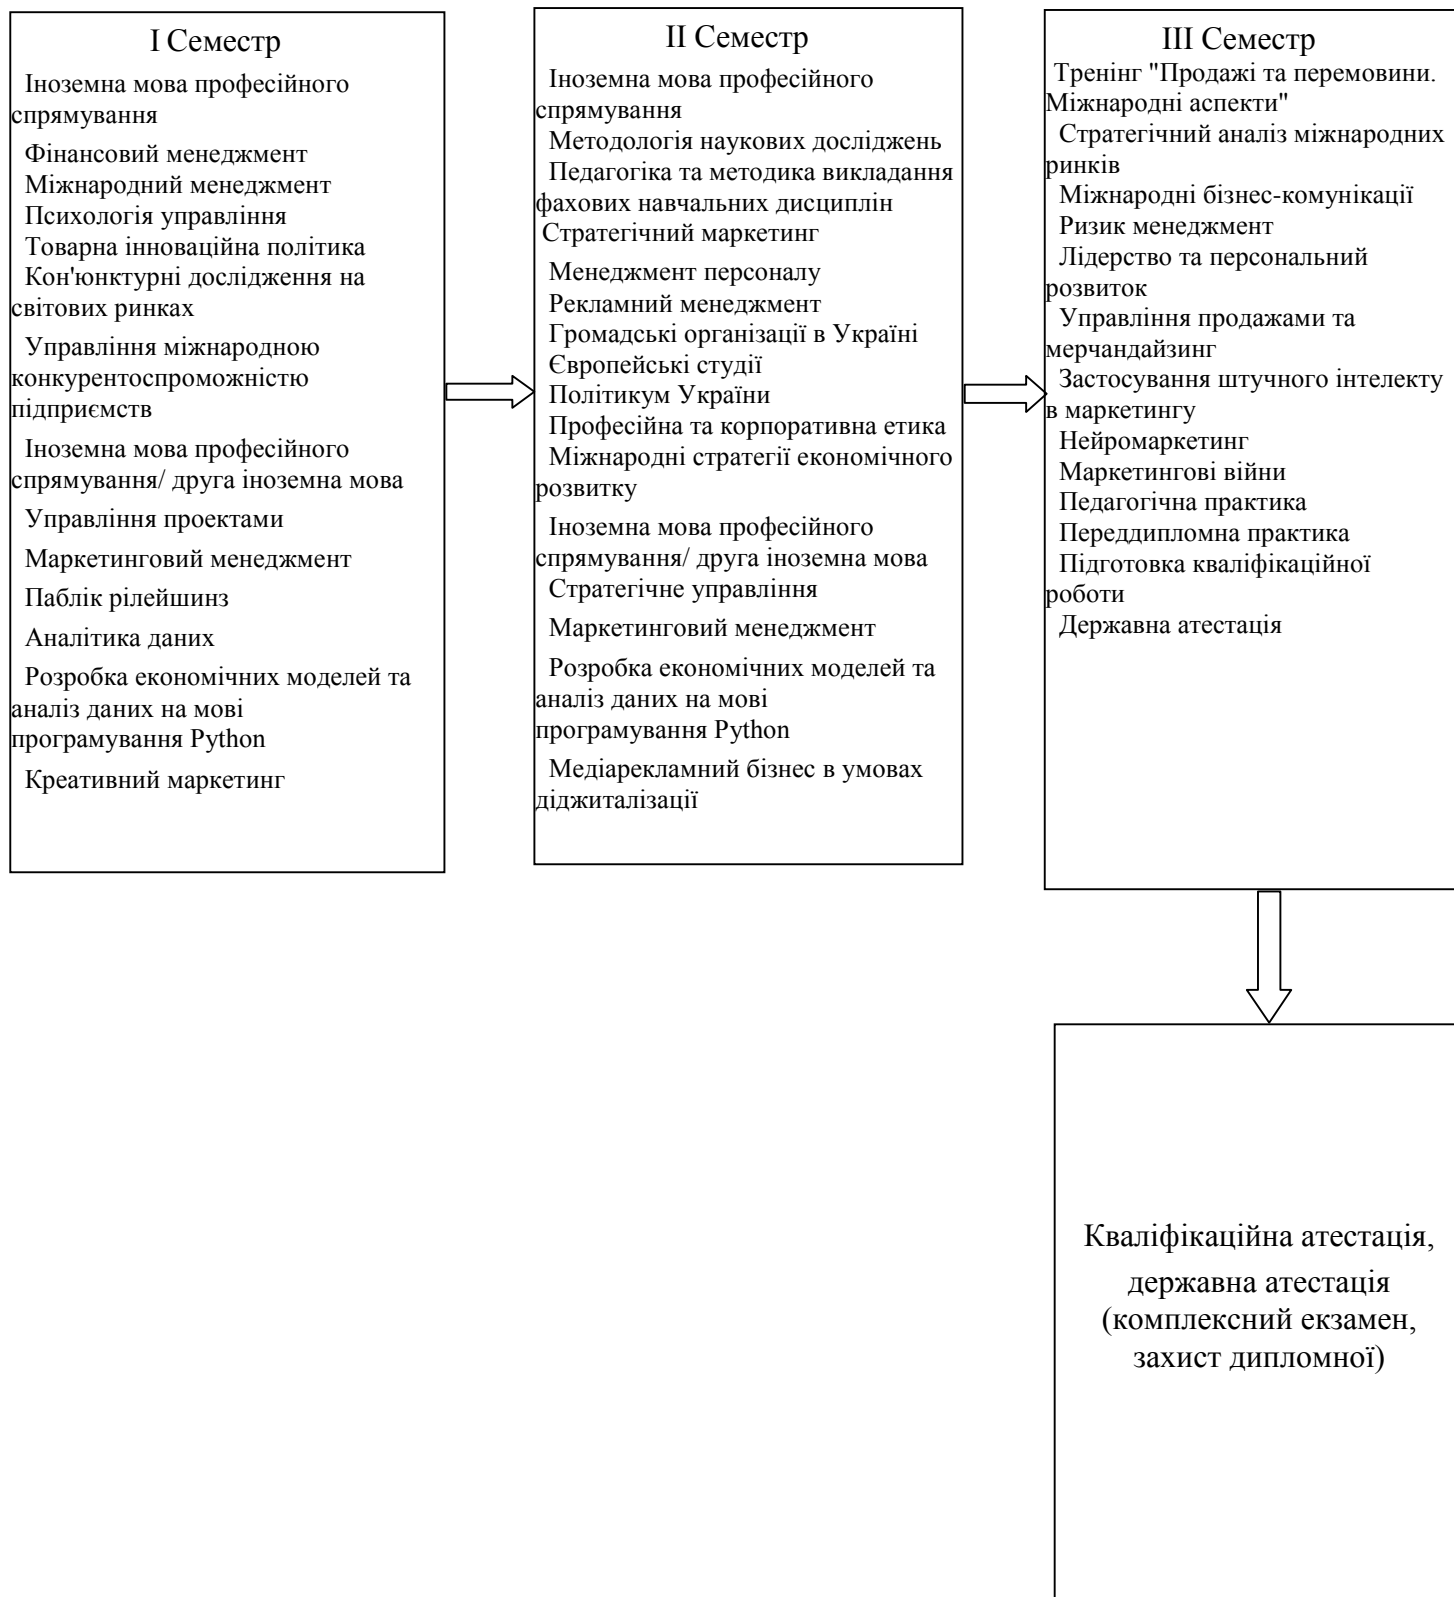 I Семестр
Іноземна мова професійного
спрямування
Фінансовий менеджмент
Міжнародний менеджмент
Психологія управління
Товарна інноваційна політика
Кон'юнктурні дослідження на
світових ринках
Управління міжнародною
конкурентоспроможністю
підприємств
Іноземна мова професійного
спрямування/ друга іноземна мова
Управління проектами
Маркетинговий менеджмент
Паблік рілейшинз
Аналітика даних
Розробка економічних моделей та
аналіз даних на мові
програмування Python
Креативний маркетинг
II Семестр
Іноземна мова професійного
спрямування
Методологія наукових досліджень
Педагогіка та методика викладання
фахових навчальних дисциплін
Стратегічний маркетинг
Менеджмент персоналу
Рекламний менеджмент
Громадські організації в Україні
Європейські студії
Політикум України
Професійна та корпоративна етика
Міжнародні стратегії економічного
розвитку
Іноземна мова професійного
спрямування/ друга іноземна мова
Стратегічне управління
Маркетинговий менеджмент
Розробка економічних моделей та
аналіз даних на мові
програмування Python
Медіарекламний бізнес в умовах
діджиталізації
III Семестр
Тренінг "Продажі та перемовини.
Міжнародні аспекти"
Стратегічний аналіз міжнародних
ринків
Міжнародні бізнес-комунікації
Ризик менеджмент
Лідерство та персональний
розвиток
Управління продажами та
мерчандайзинг
Застосування штучного інтелекту
в маркетингу
Нейромаркетинг
Маркетингові війни
Педагогічна практика
Переддипломна практика
Підготовка кваліфікаційної
роботи
Державна атестація
Кваліфікаційна атестація,
державна атестація
(комплексний екзамен,
захист дипломної)